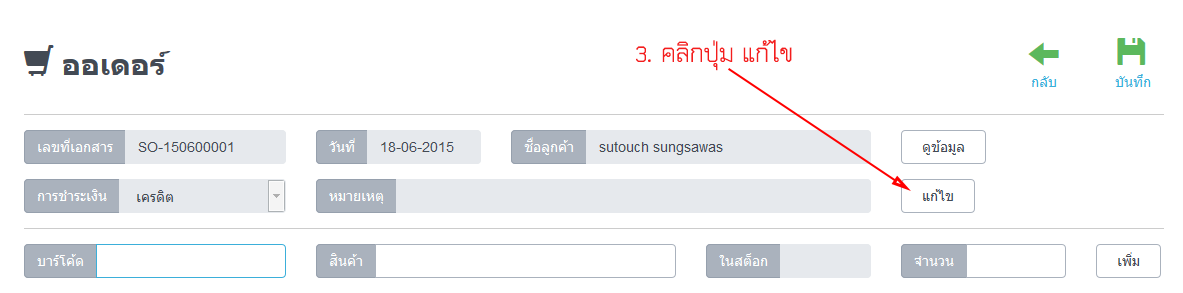 3. คลิกปุ่ม แก้ไข
ออเดอร์
กลับ บันทึก
เลขที่เอกสาร SO-150600001 วันที่ 18-06-2015 ชื่อลูกค้า sutouch sungsawas ดูข้อมูล
การชำระเงิน เครดิต หมายเหตุ แก้ไข
บาร์โค้ด สินค้า ในสต็อก จำนวน เพิ่ม